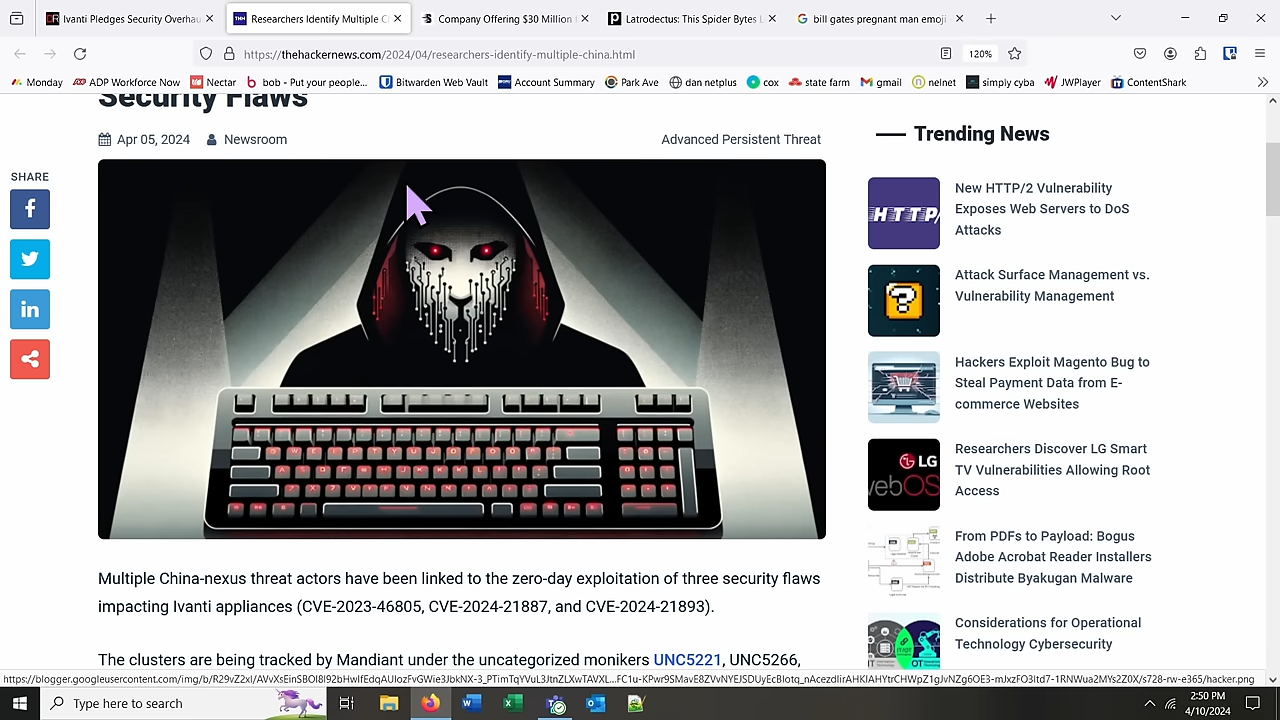 Ivanti Pledges Security Overhau
Researchers Identify Multiple C
Company Offering $30 Million
Latrodectus: This Spider Bytes L
bill gates pregnant man emoji
https://thehackernews.com/2024/04/researchers-identify-multiple-china.html
120%
Monday
ADP Workforce Now
Nectar
bob - Put your people...
Bitwarden Web Vault
Account Summary
Park Ave
dan netplus
cox
state farm
gmail
nelnet
simply cyba
JWPlayer
ContentShark
Security Flaws
Apr 05, 2024
Newsroom
Advanced Persistent Threat
SHARE
Multiple China-nexus threat actors have been linked to the zero-day exploitation of three security flaws
impacting Ivanti appliances (CVE-2023-46805, CVE-2024-21887, and CVE-2024-21893).
The clusters are being tracked by Mandiant under the uncategorized monikers UNC5221, UNC5266,
Trending News
HTTP/
New HTTP/2 Vulnerability
Exposes Web Servers to DoS
Attacks
Attack Surface Management vs.
Vulnerability Management
Hackers Exploit Magento Bug to
Steal Payment Data from E-
commerce Websites
LG
webOS
Researchers Discover LG Smart
TV Vulnerabilities Allowing Root
Access
From PDFs to Payload: Bogus
Adobe Acrobat Reader Installers
Distribute Byakugan Malware
Considerations for Operational
Technology Cybersecurity
Type here to search
2:50 PM
4/10/2024